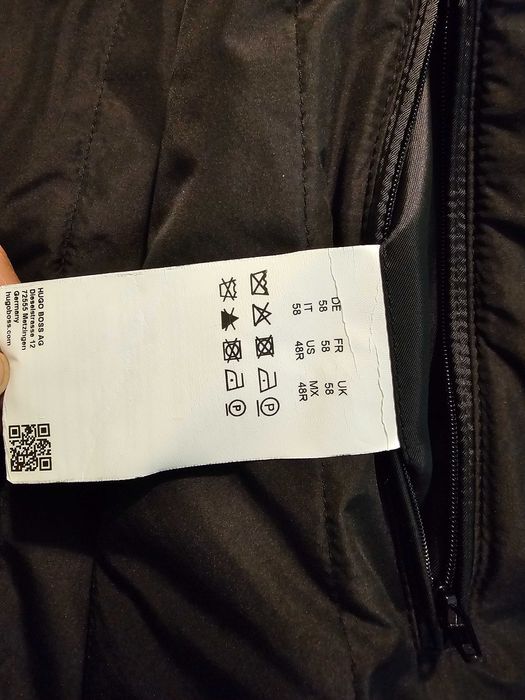 DE FR UK
58 58 58
IT US MX
58 48R 48R
P
P
HUGO BOSS AG
Dieselstrasse 12
72555 Metzingen
Germany
hugoboss.com